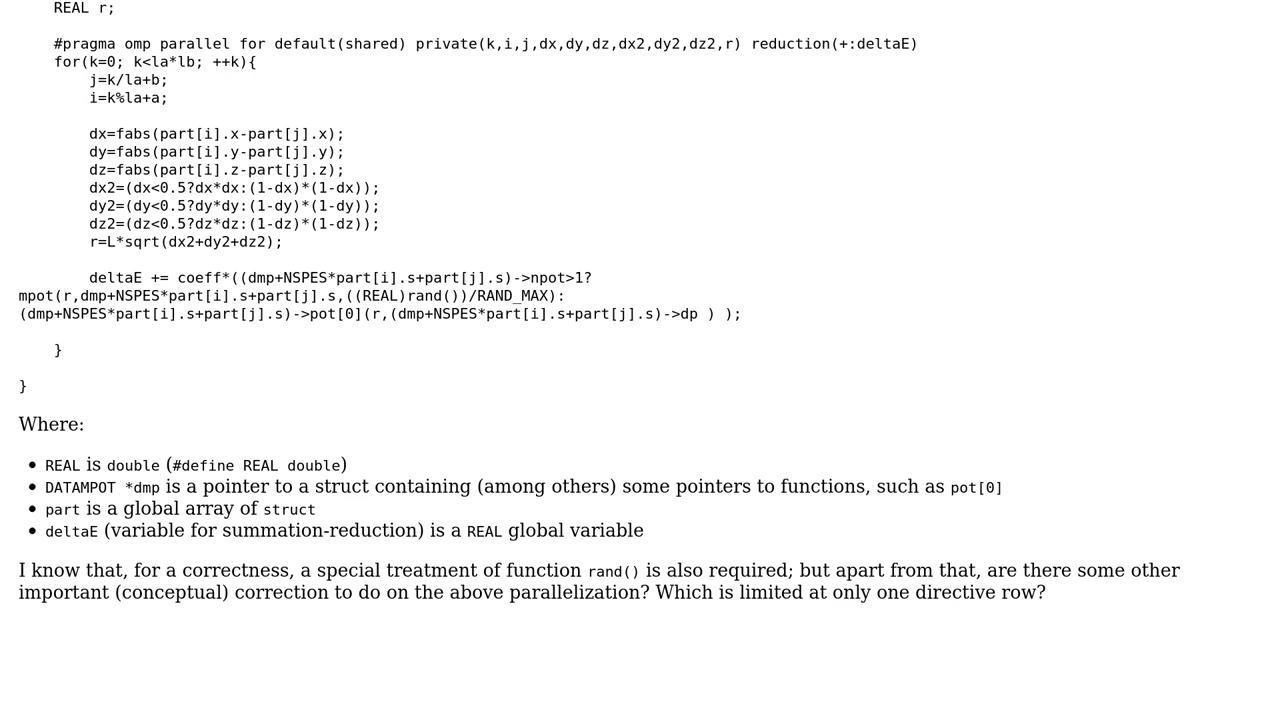 REAL r;
#pragma omp parallel for default(shared) private(k,i,j,dx,dy,dz,dx2,dy2,dz2,r) reduction(+:deltaE)
for(k=0; k<la*lb; ++k){
j=k/la+b;
i=k%la+a;
dx=fabs(part[i].x-part[j].x);
dy=fabs(part[i].y-part[j].y);
dz=fabs(part[i].z-part[j].z);
dx2=(dx<0.5?dx*dx:(1-dx)*(1-dx));
dy2=(dy<0.5?dy*dy:(1-dy)*(1-dy));
dz2=(dz<0.5?dz*dz:(1-dz)*(1-dz));
r=L*sqrt(dx2+dy2+dz2);
deltaE += coeff*((dmp+NSPES*part[i].s+part[j].s)->npot>1?
mpot(r,dmp+NSPES*part[i].s+part[j].s,((REAL)rand())/RAND_MAX):
(dmp+NSPES*part[i].s+part[j].s)->pot[0](r,(dmp+NSPES*part[i].s+part[j].s)->dp ) );
}
}
Where:
• REAL is double (#define REAL double)
• DATAMPOT *dmp is a pointer to a struct containing (among others) some pointers to functions, such as pot[0]
• part is a global array of struct
• deltaE (variable for summation-reduction) is a REAL global variable
I know that, for a correctness, a special treatment of function rand() is also required; but apart from that, are there some other
important (conceptual) correction to do on the above parallelization? Which is limited at only one directive row?